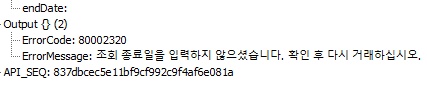 endDate:
Output {} (2)
ErrorCode: 80002320
ErrorMessage: 조회 종료일을 입력하지 않으셨습니다. 확인 후 다시 거래하십시오.
API_SEQ: 837dbcec5e11bf9cf992c9f4af6e081a